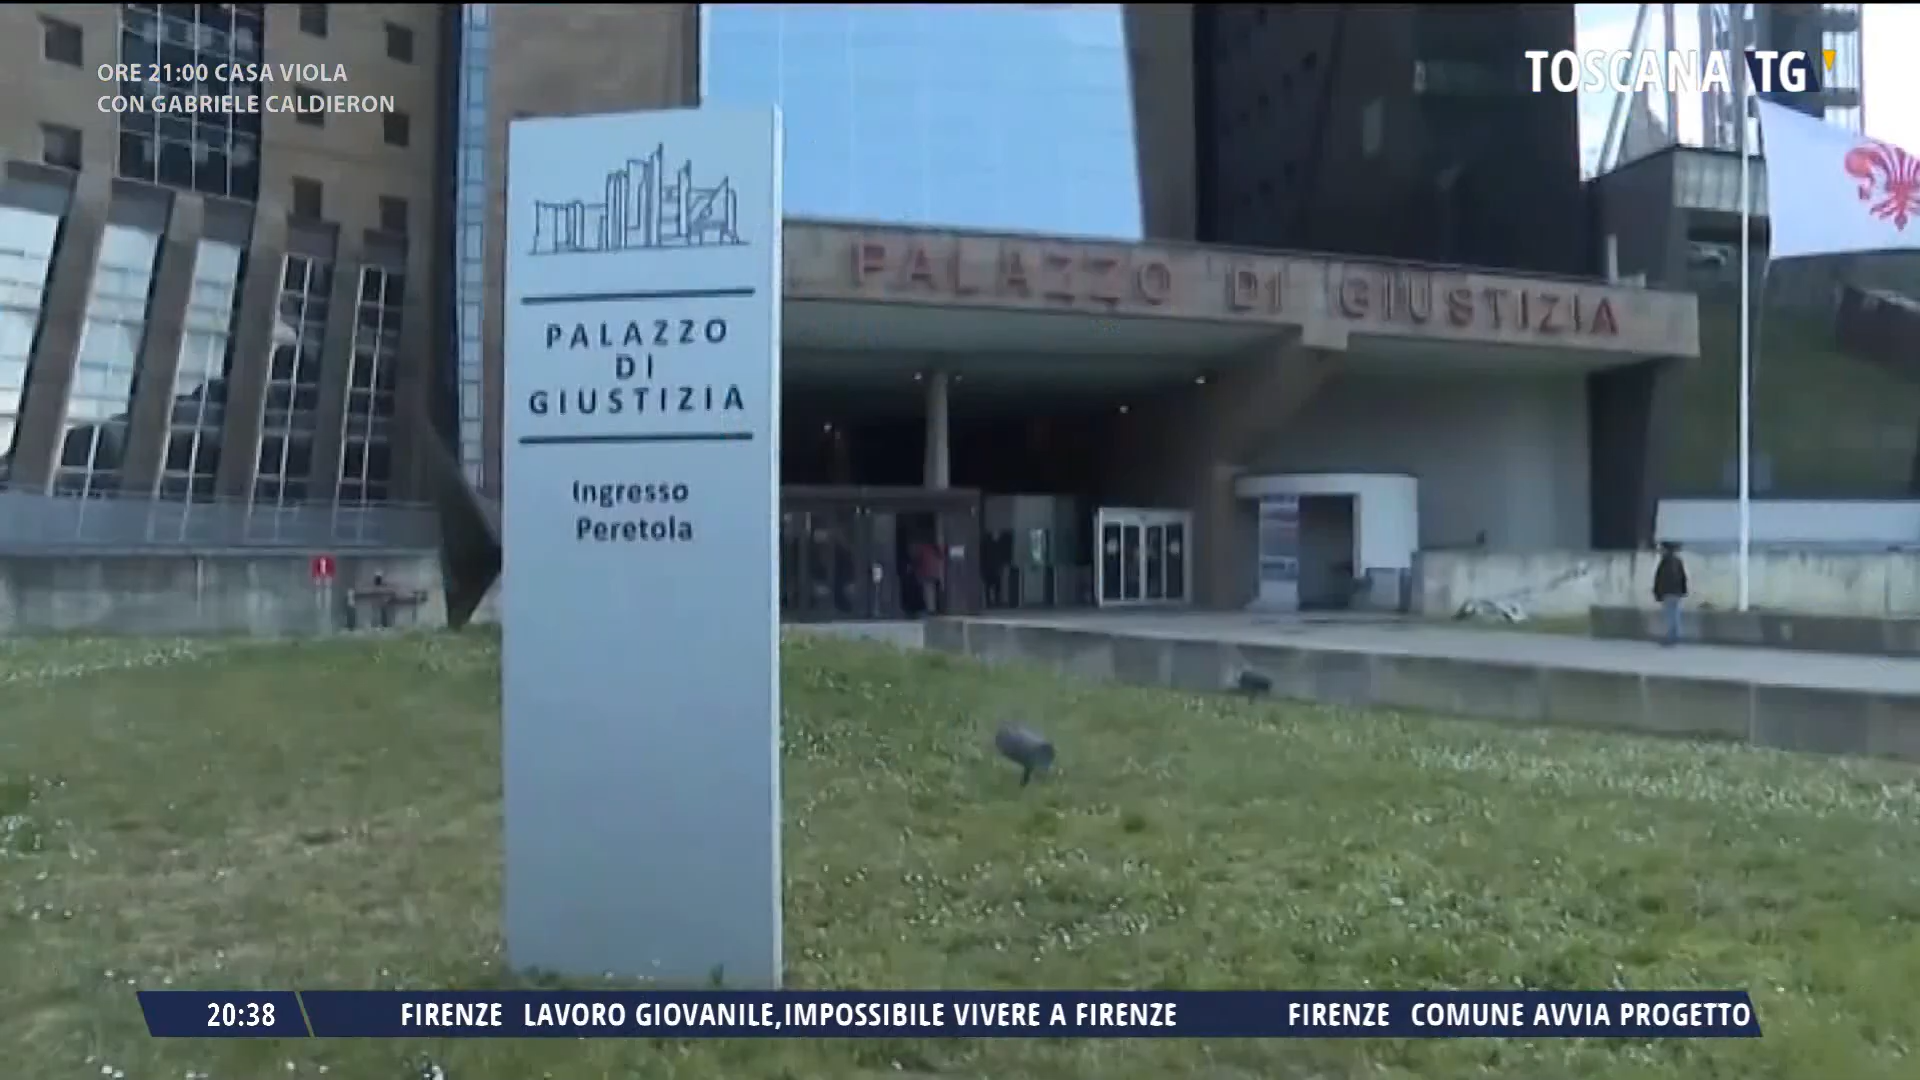 ORE 21:00 CASA VIOLA
CON GABRIELE CALDIERON
TOSCANA TG
PALAZZO DI GIUSTIZIA
PALAZZO
DI
GIUSTIZIA
Ingresso
Peretola
20:38 FIRENZE LAVORO GIOVANILE,IMPOSSIBILE VIVERE A FIRENZE FIRENZE COMUNE AVVIA PROGETTO